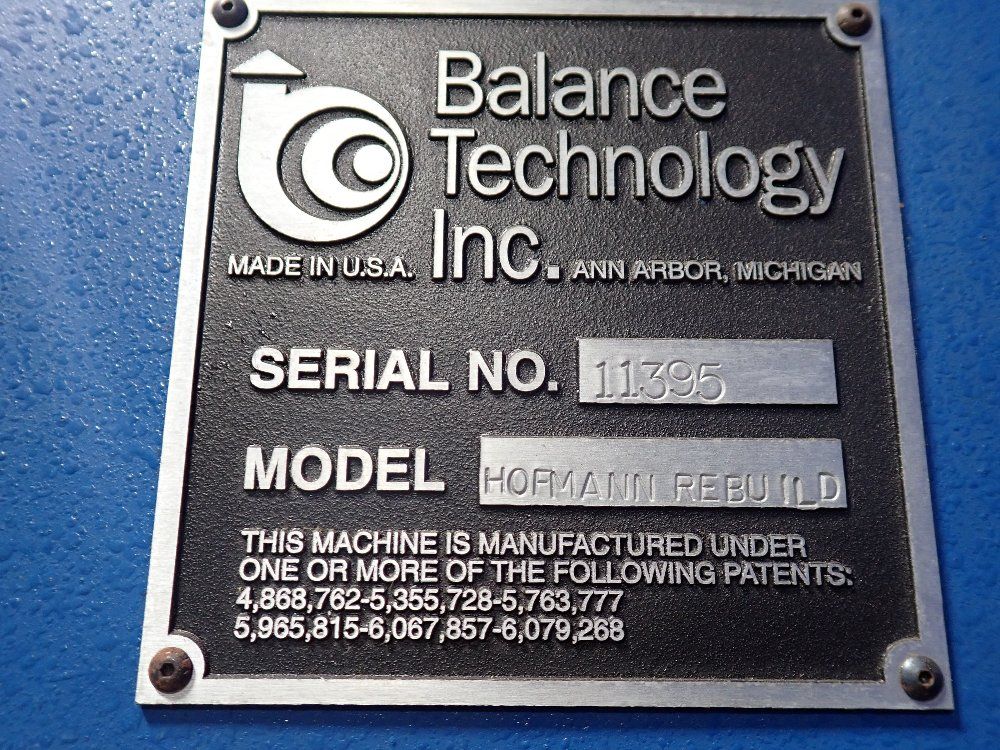 Balance
Technology
Inc.
MADE IN U.S.A.
ANN ARBOR, MICHIGAN
SERIAL NO. 11395
MODEL HOFMANN REBUILD
THIS MACHINE IS MANUFACTURED UNDER
ONE OR MORE OF THE FOLLOWING PATENTS:
4,868,762-5,355,728-5,763,777
5,965,815-6,067,857-6,079,268